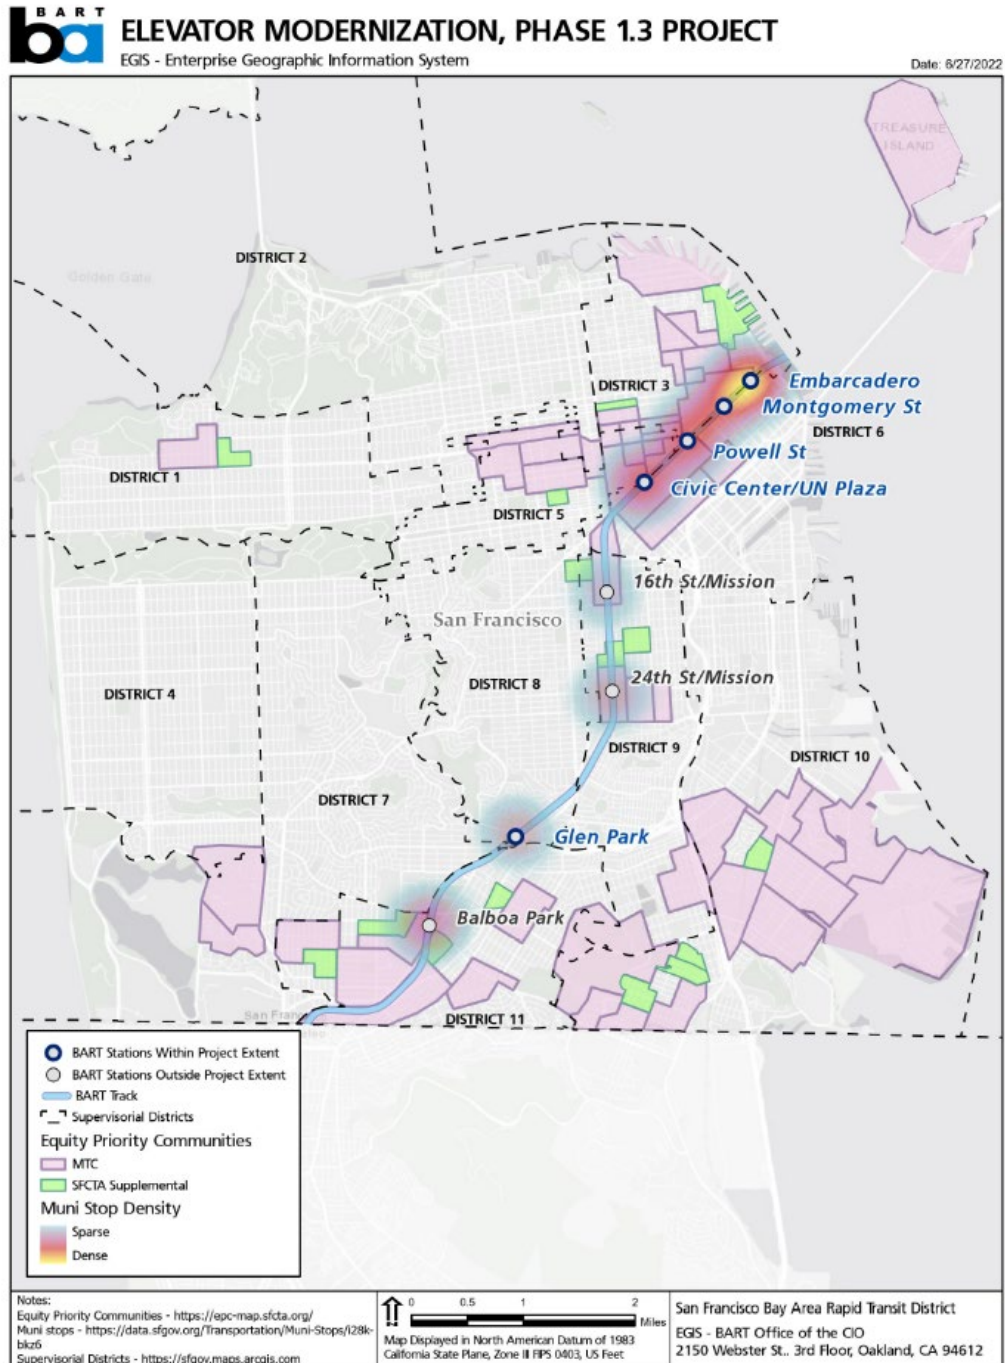 BART
ba
ELEVATOR MODERNIZATION, PHASE 1.3 PROJECT
EGIS - Enterprise Geographic Information System
Date: 6/27/2022
TREASURE
ISLAND
DISTRICT 2
Golden Gate
DISTRICT 3
Embarcadero
Montgomery St
DISTRICT 6
Powell St
DISTRICT 1
Civic Center/UN Plaza
DISTRICT 5
16th St/Mission
San Francisco
24th St/Mission
DISTRICT 8
DISTRICT 4
DISTRICT 9
DISTRICT 10
DISTRICT 7
Glen Park
Balboa Park
San Fran
DISTRICT 11
BART Stations Within Project Extent
BART Stations Outside Project Extent
BART Track
Supervisorial Districts
Equity Priority Communities
MTC
SFCTA Supplemental
Muni Stop Density
Sparse
Dense
Notes:
Equity Priority Communities - https://epc-map.sfcta.org/
Muni stops - https://data.sfgov.org/Transportation/Muni-Stops/i28k-
bkz6
Supervisorial Districts - https://sfgov.maps.arcgis.com
0 0.5 1 2
Miles
Map Displayed in North American Datum of 1983
California State Plane, Zone III FIPS 0403, US Feet
San Francisco Bay Area Rapid Transit District
EGIS - BART Office of the CIO
2150 Webster St., 3rd Floor, Oakland, CA 94612